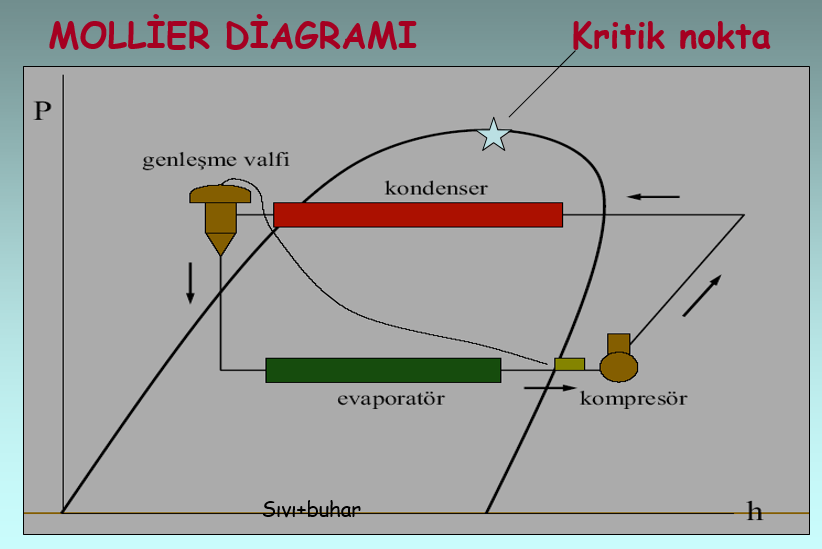 MOLLİER DİAGRAMI
Kritik nokta
P
genleşme valfi
kondenser
evaporatör
kompresör
Sıvı+buhar
h